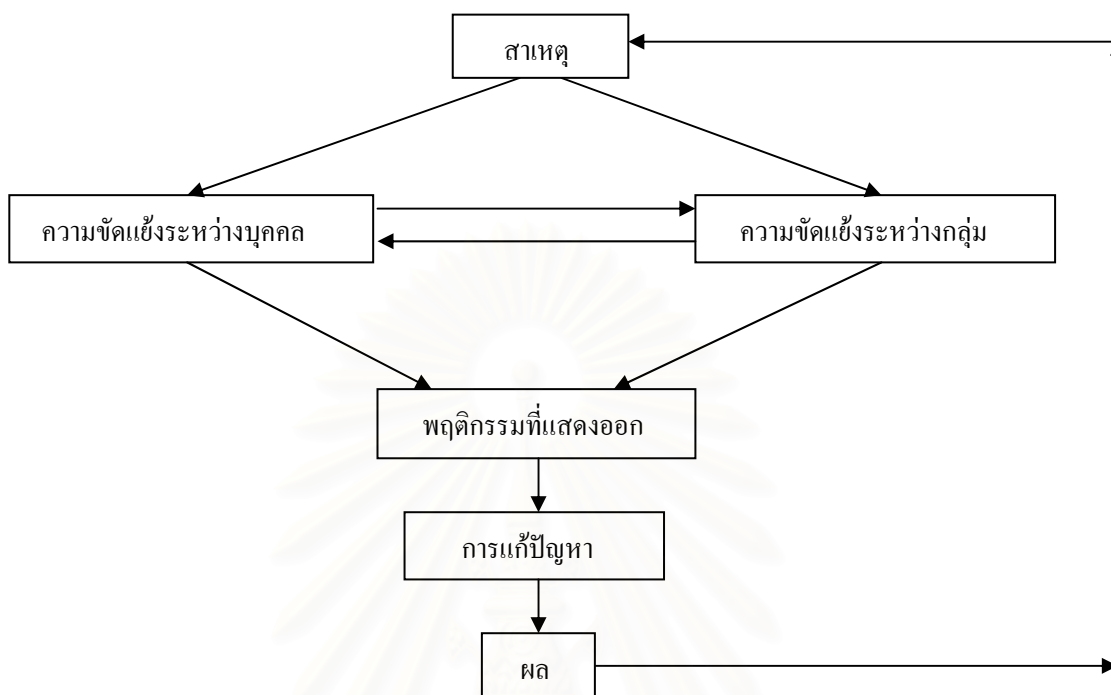 สาเหตุ
ความขัดแย้งระหว่างบุคคล
ความขัดแย้งระหว่างกลุ่ม
พฤติกรรมที่แสดงออก
การแก้ปัญหา
ผล